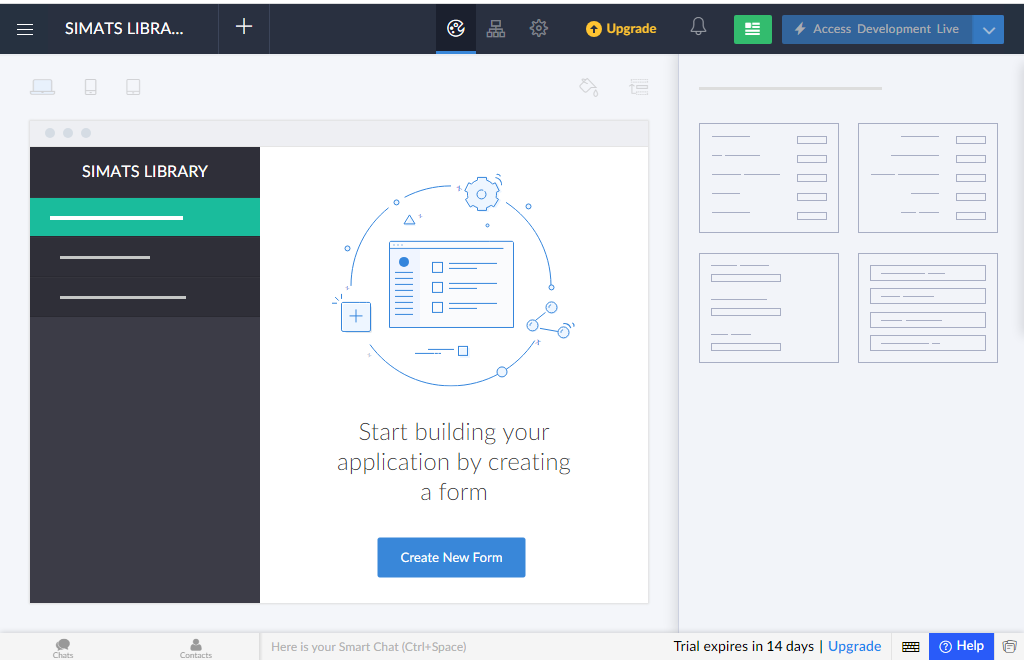 SIMATS LIBRA...
Upgrade
Access Development Live
SIMATS LIBRARY
Start building your
application by creating
a form
Create New Form
Chats
Contacts
Here is your Smart Chat (Ctrl+Space)
Trial expires in 14 days | Upgrade
Help